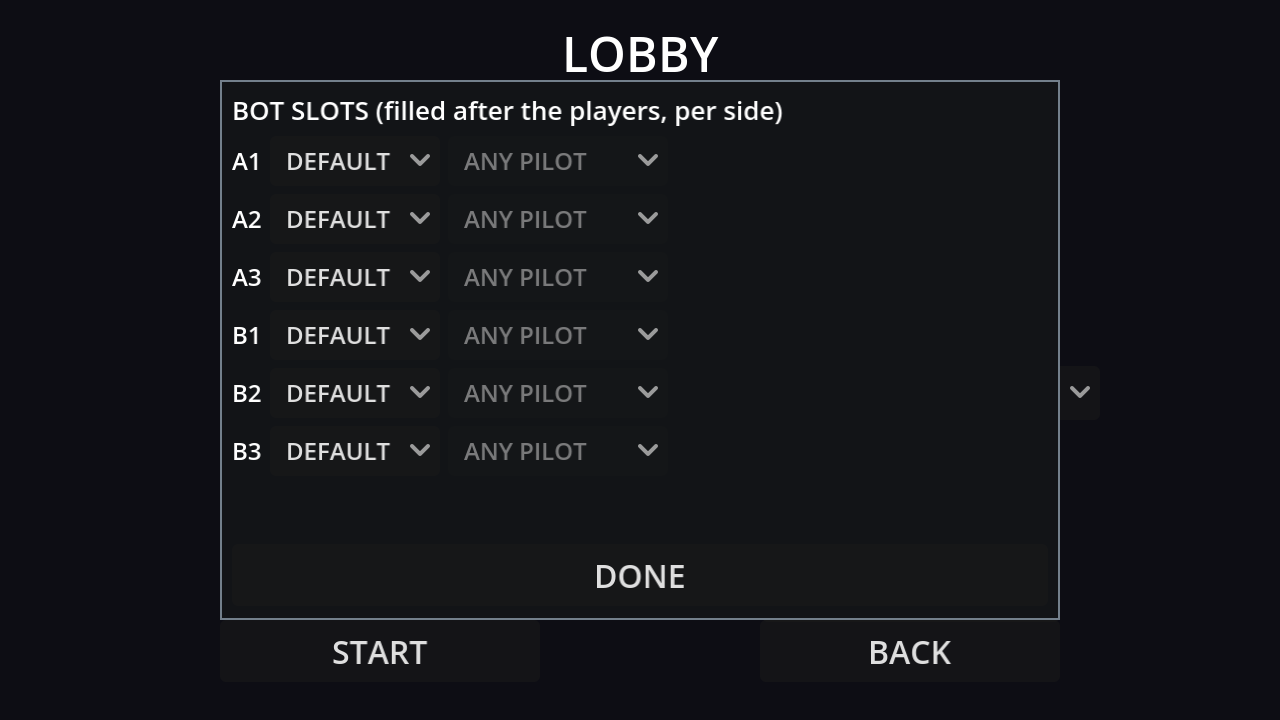 LOBBY
BOT SLOTS (filled after the players, per side)
A1 DEFAULT ANY PILOT
A2 DEFAULT ANY PILOT
A3 DEFAULT ANY PILOT
B1 DEFAULT ANY PILOT
B2 DEFAULT ANY PILOT
B3 DEFAULT ANY PILOT
DONE
START BACK